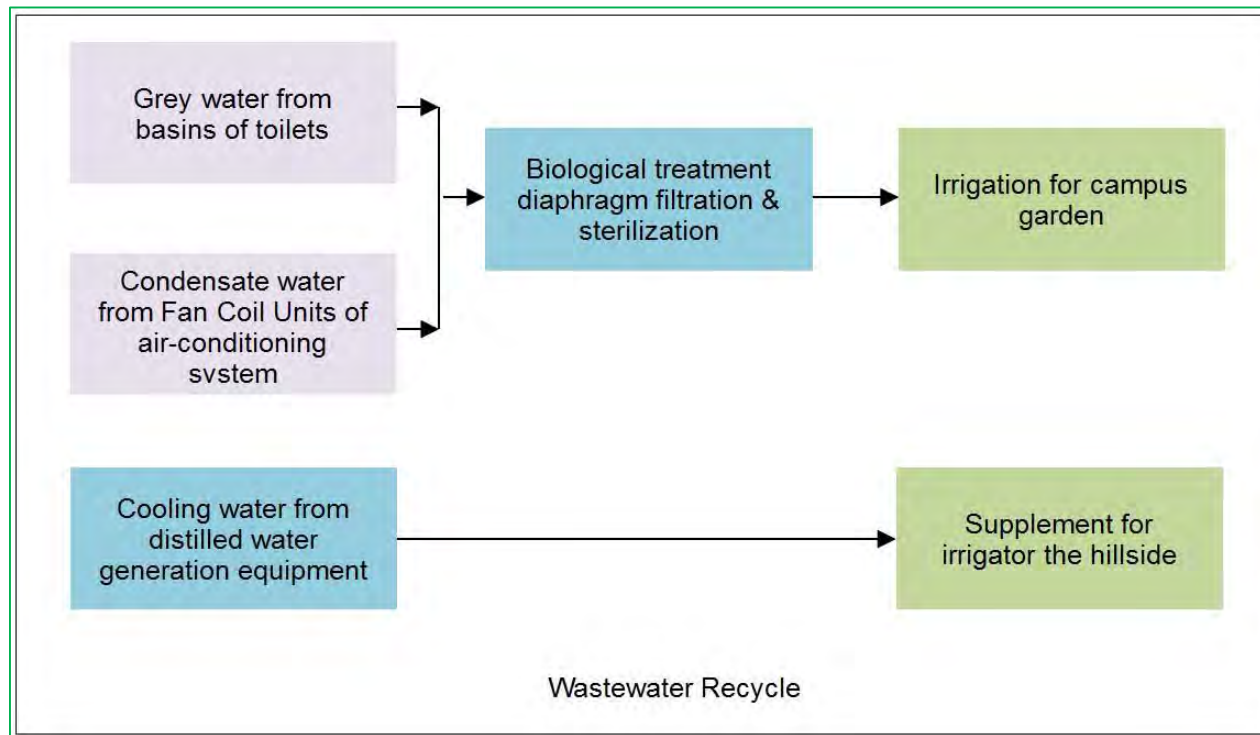 Grey water from
basins of toilets
Biological treatment
diaphragm filtration &
sterilization
Irrigation for campus
garden
Condensate water
from Fan Coil Units of
air-conditioning
system
Cooling water from
distilled water
generation equipment
Supplement for
irrigator the hillside
Wastewater Recycle